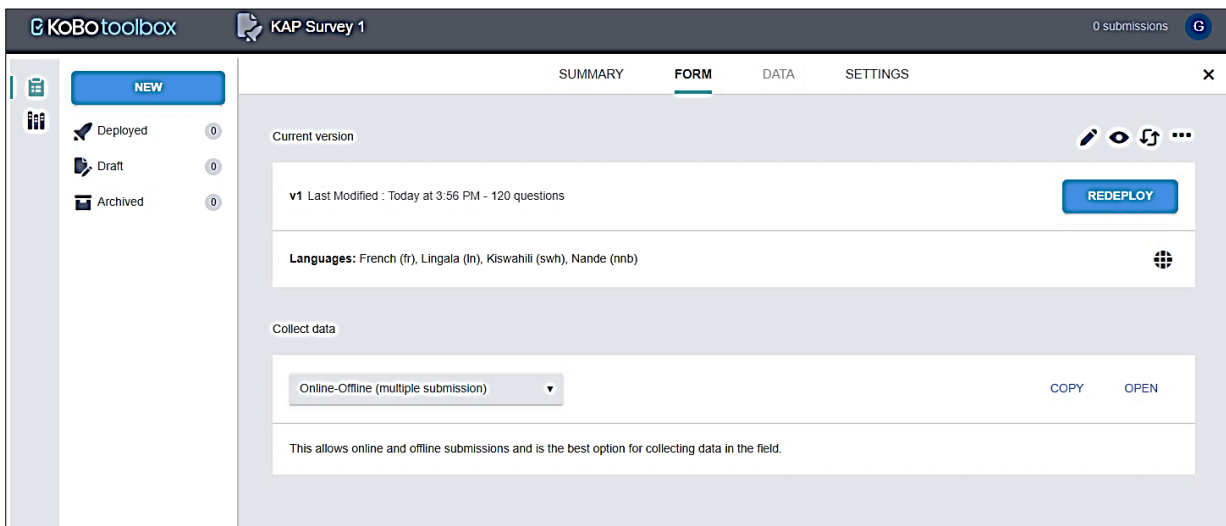 KoBotoolbox
KAP Survey 1
0 submissions
G
SUMMARY
FORM
DATA
SETTINGS
NEW
Deployed 0
Draft 0
Archived 0
Current version
v1 Last Modified : Today at 3:56 PM - 120 questions
REDEPLOY
Languages: French (fr), Lingala (ln), Kiswahili (swh), Nande (nnb)
Collect data
Online-Offline (multiple submission)
COPY
OPEN
This allows online and offline submissions and is the best option for collecting data in the field.